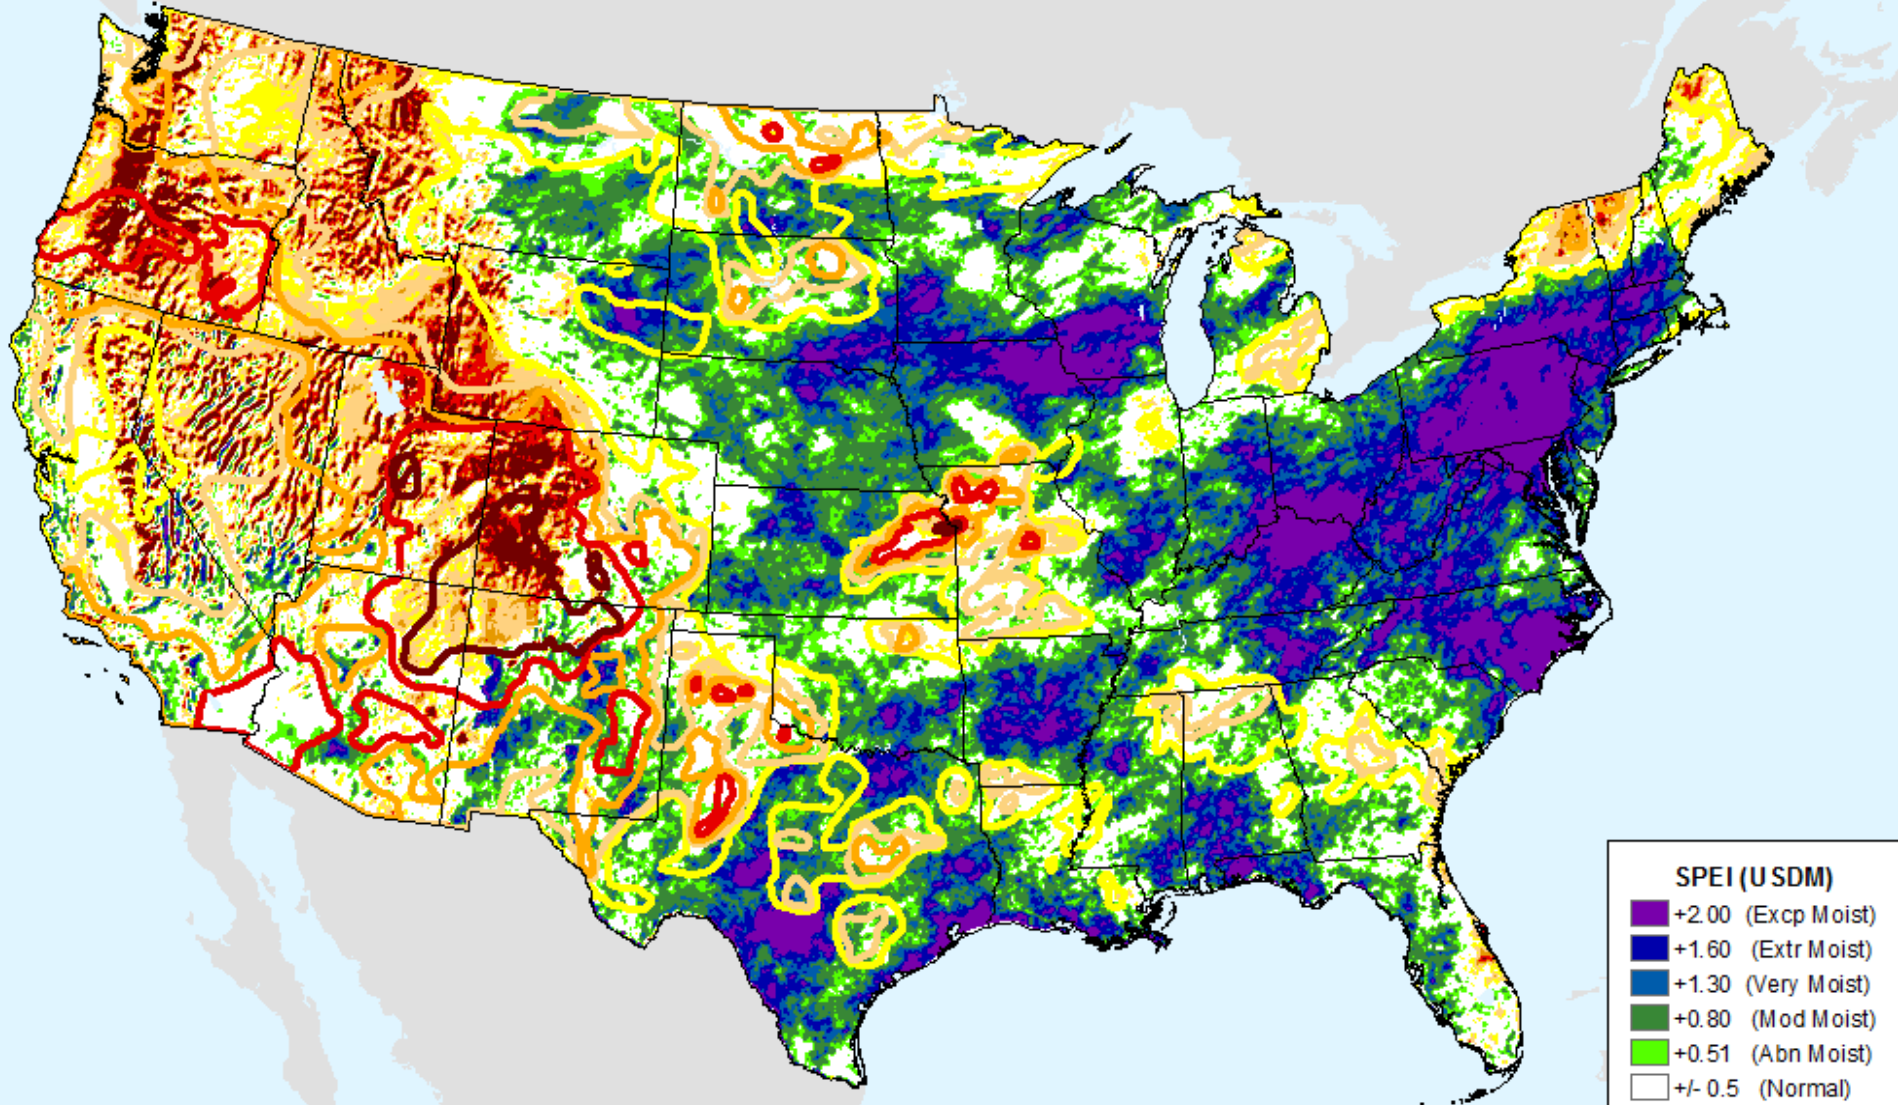 SPEI (USDM)
+2.00 (Excp Moist)
+1.60 (Extr Moist)
+1.30 (Very Moist)
+0.80 (Mod Moist)
+0.51 (Abn Moist)
+/- 0.5 (Normal)